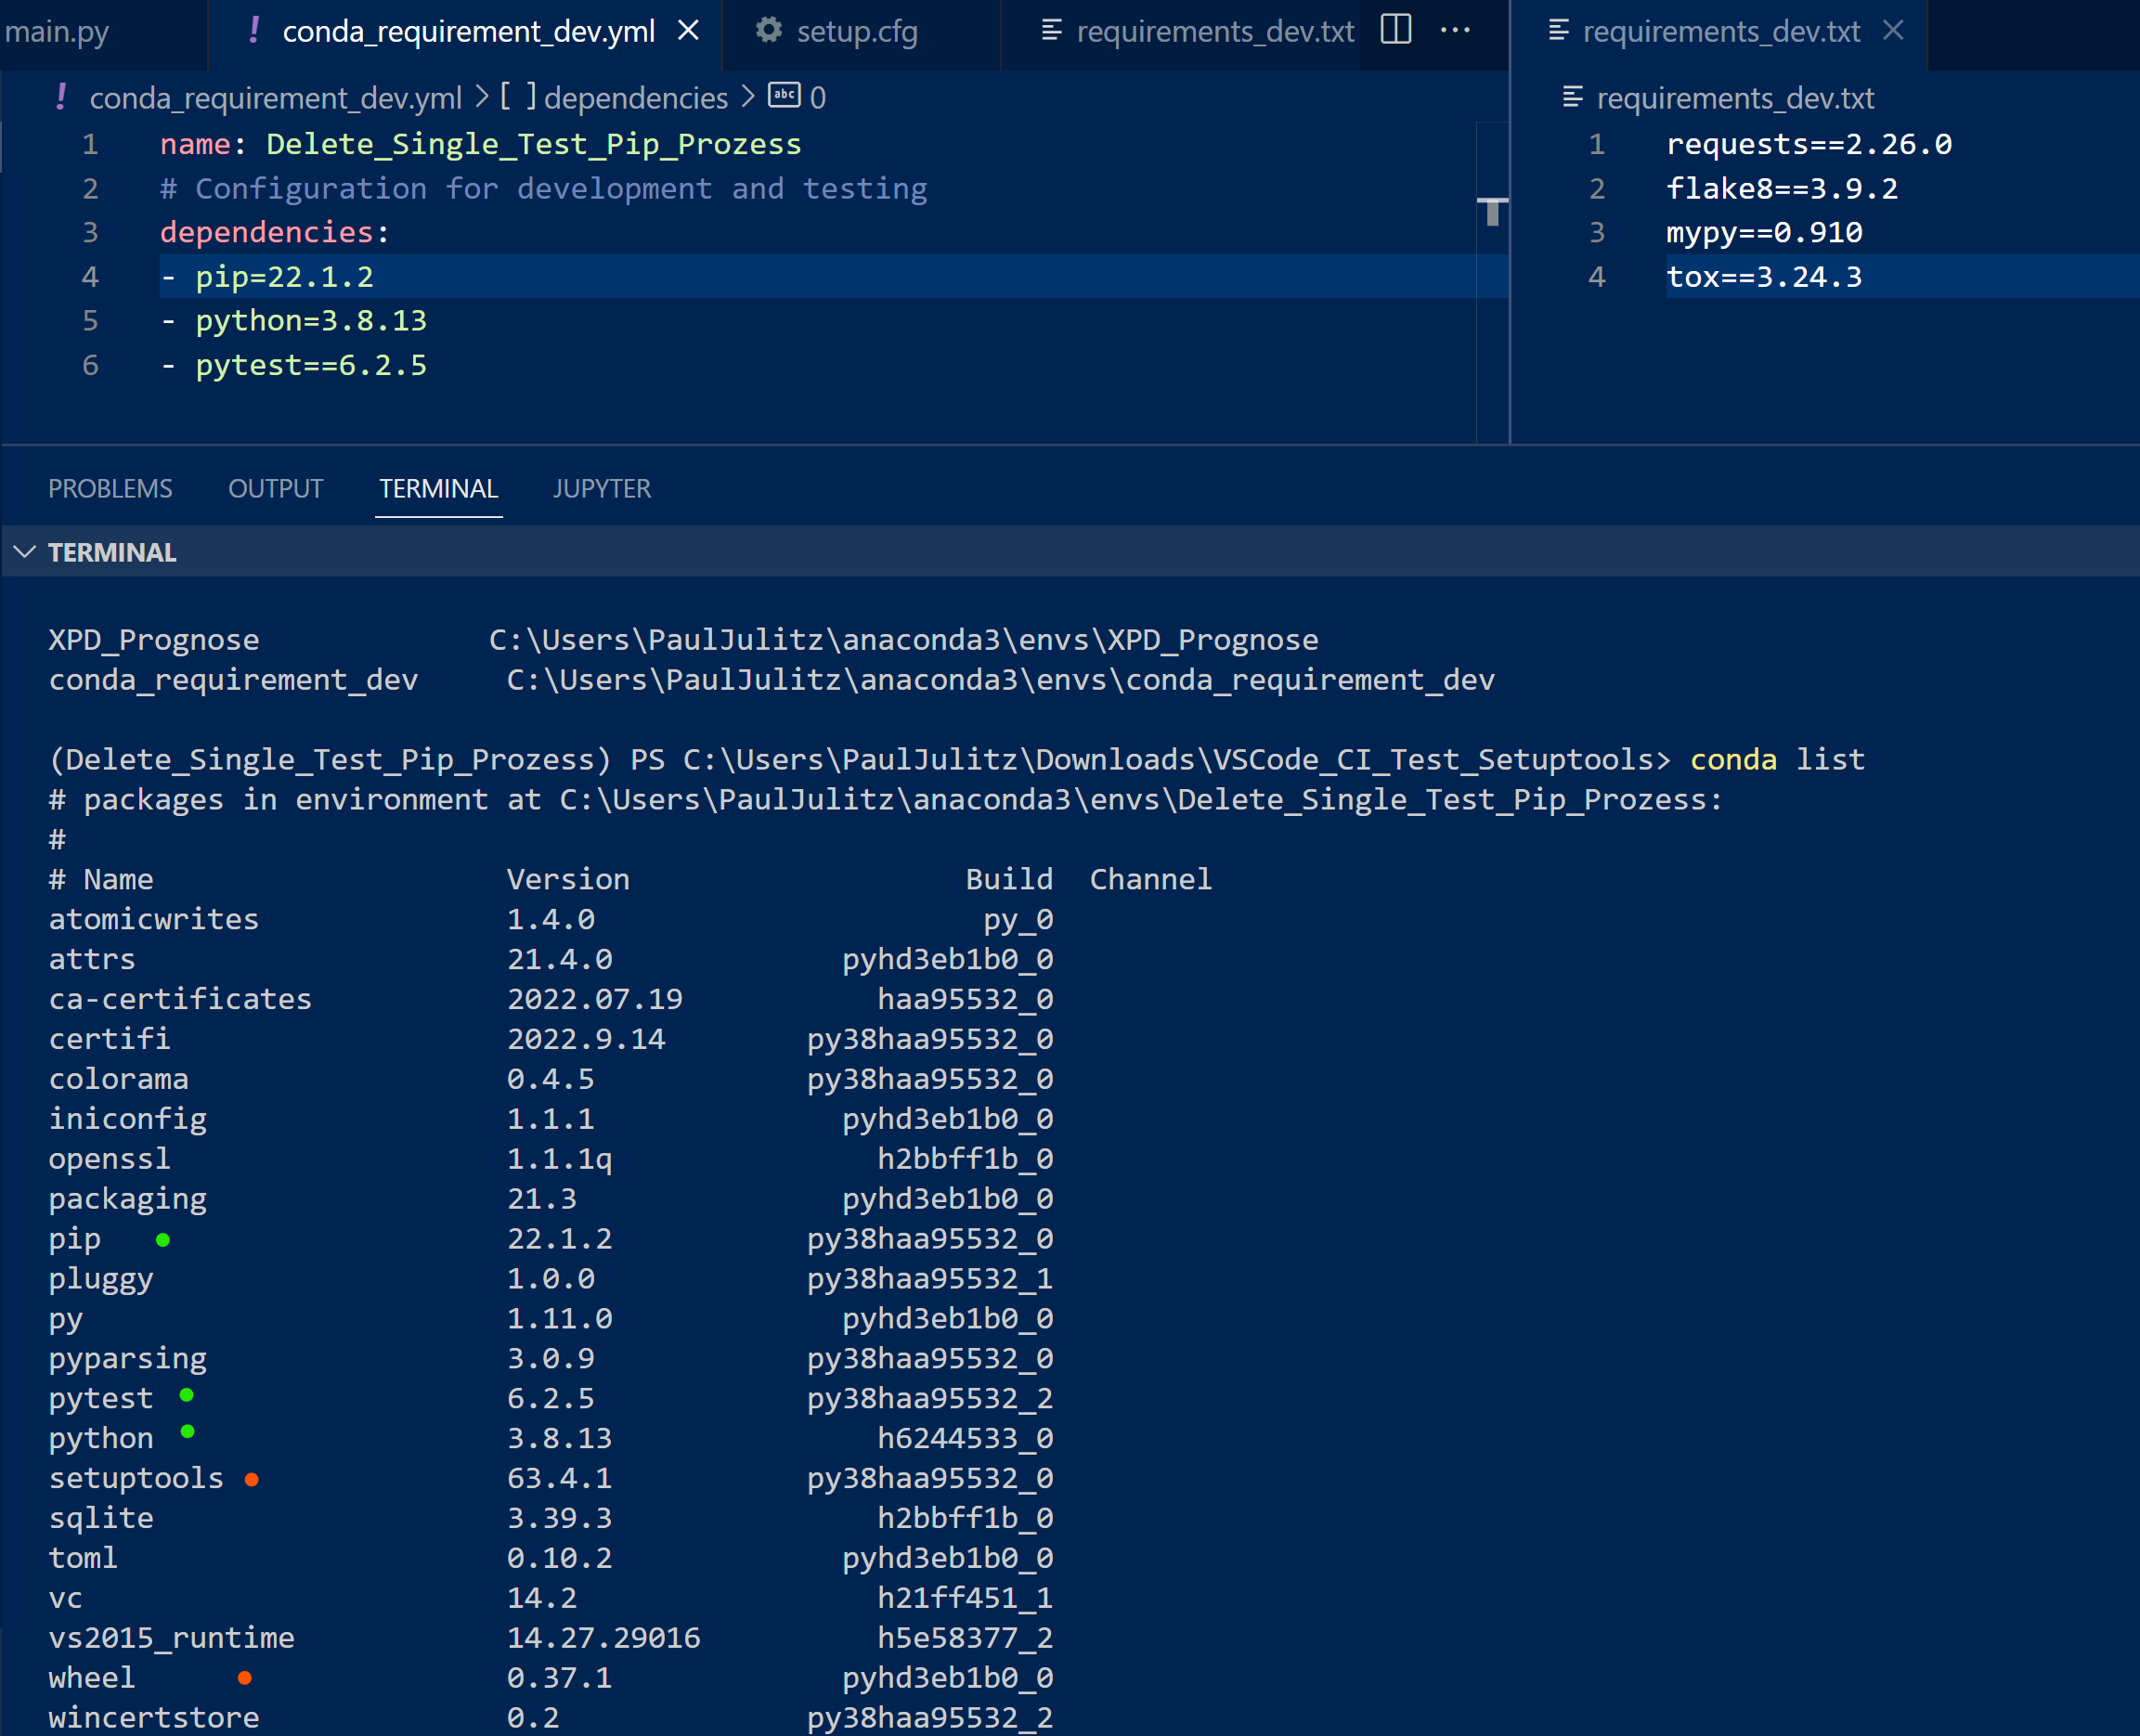 main.py
! conda_requirement_dev.yml
setup.cfg
requirements_dev.txt
requirements_dev.txt
! conda_requirement_dev.yml > [ ] dependencies > abc 0
1 name: Delete_Single_Test_Pip_Prozess
2 # Configuration for development and testing
3 dependencies:
4 - pip=22.1.2
5 - python=3.8.13
6 - pytest==6.2.5
requirements_dev.txt
1 requests==2.26.0
2 flake8==3.9.2
3 mypy==0.910
4 tox==3.24.3
PROBLEMS OUTPUT TERMINAL JUPYTER
TERMINAL
XPD_Prognose C:\Users\PaulJulitz\anaconda3\envs\XPD_Prognose
conda_requirement_dev C:\Users\PaulJulitz\anaconda3\envs\conda_requirement_dev
(Delete_Single_Test_Pip_Prozess) PS C:\Users\PaulJulitz\Downloads\VSCode_CI_Test_Setuptools> conda list
# packages in environment at C:\Users\PaulJulitz\anaconda3\envs\Delete_Single_Test_Pip_Prozess:
#
# Name Version Build Channel
atomicwrites 1.4.0 py_0
attrs 21.4.0 pyhd3eb1b0_0
ca-certificates 2022.07.19 haa95532_0
certifi 2022.9.14 py38haa95532_0
colorama 0.4.5 py38haa95532_0
iniconfig 1.1.1 pyhd3eb1b0_0
openssl 1.1.1q h2bbff1b_0
packaging 21.3 pyhd3eb1b0_0
pip 22.1.2 py38haa95532_0
pluggy 1.0.0 py38haa95532_1
py 1.11.0 pyhd3eb1b0_0
pyparsing 3.0.9 py38haa95532_0
pytest 6.2.5 py38haa95532_2
python 3.8.13 h6244533_0
setuptools 63.4.1 py38haa95532_0
sqlite 3.39.3 h2bbff1b_0
toml 0.10.2 pyhd3eb1b0_0
vc 14.2 h21ff451_1
vs2015_runtime 14.27.29016 h5e58377_2
wheel 0.37.1 pyhd3eb1b0_0
wincertstore 0.2 py38haa95532_2